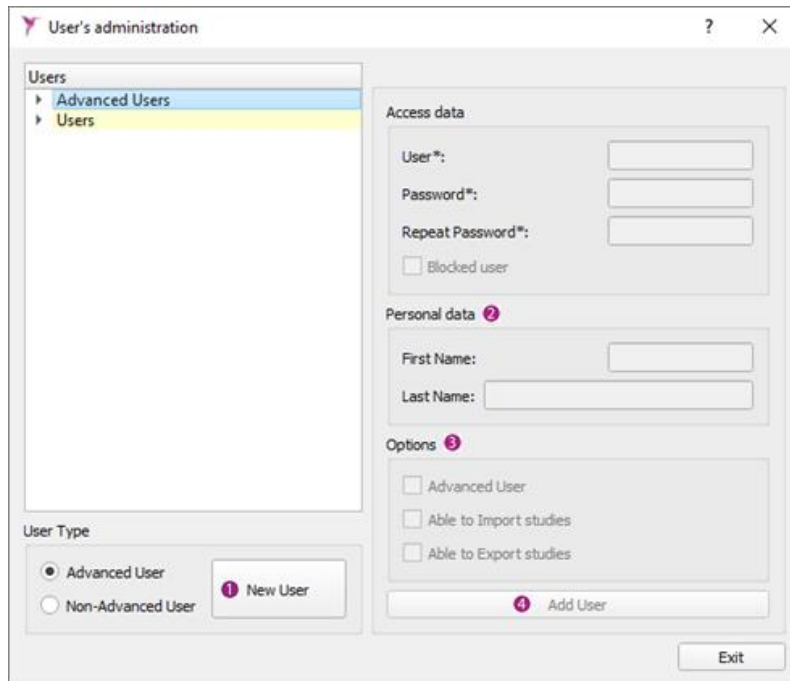 User's administration
?
Users
Advanced Users
Users
User Type
Advanced User
Non-Advanced User
1 New User
Access data
User*:
Password*:
Repeat Password*:
Blocked user
Personal data 2
First Name:
Last Name:
Options 3
Advanced User
Able to Import studies
Able to Export studies
4 Add User
Exit